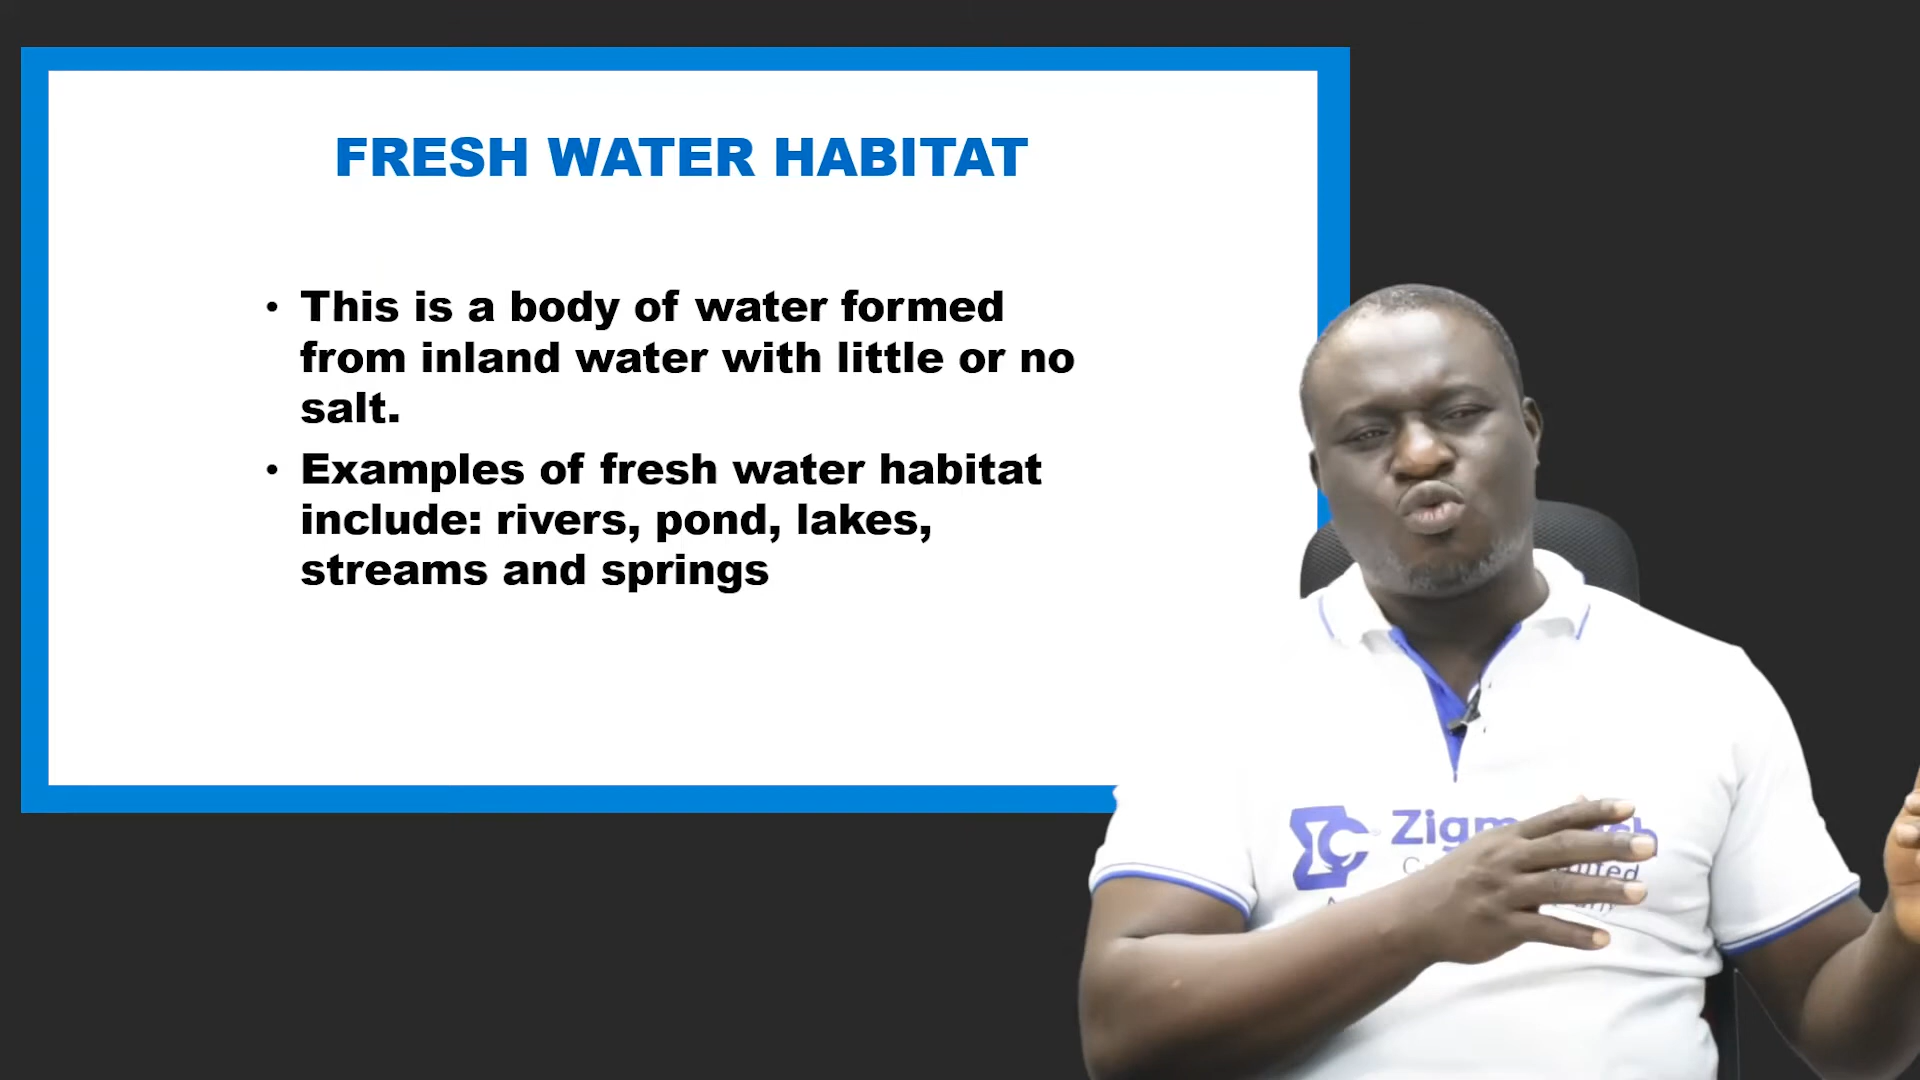 FRESH WATER HABITAT
• This is a body of water formed
from inland water with little or no
salt.
• Examples of fresh water habitat
include: rivers, pond, lakes,
streams and springs